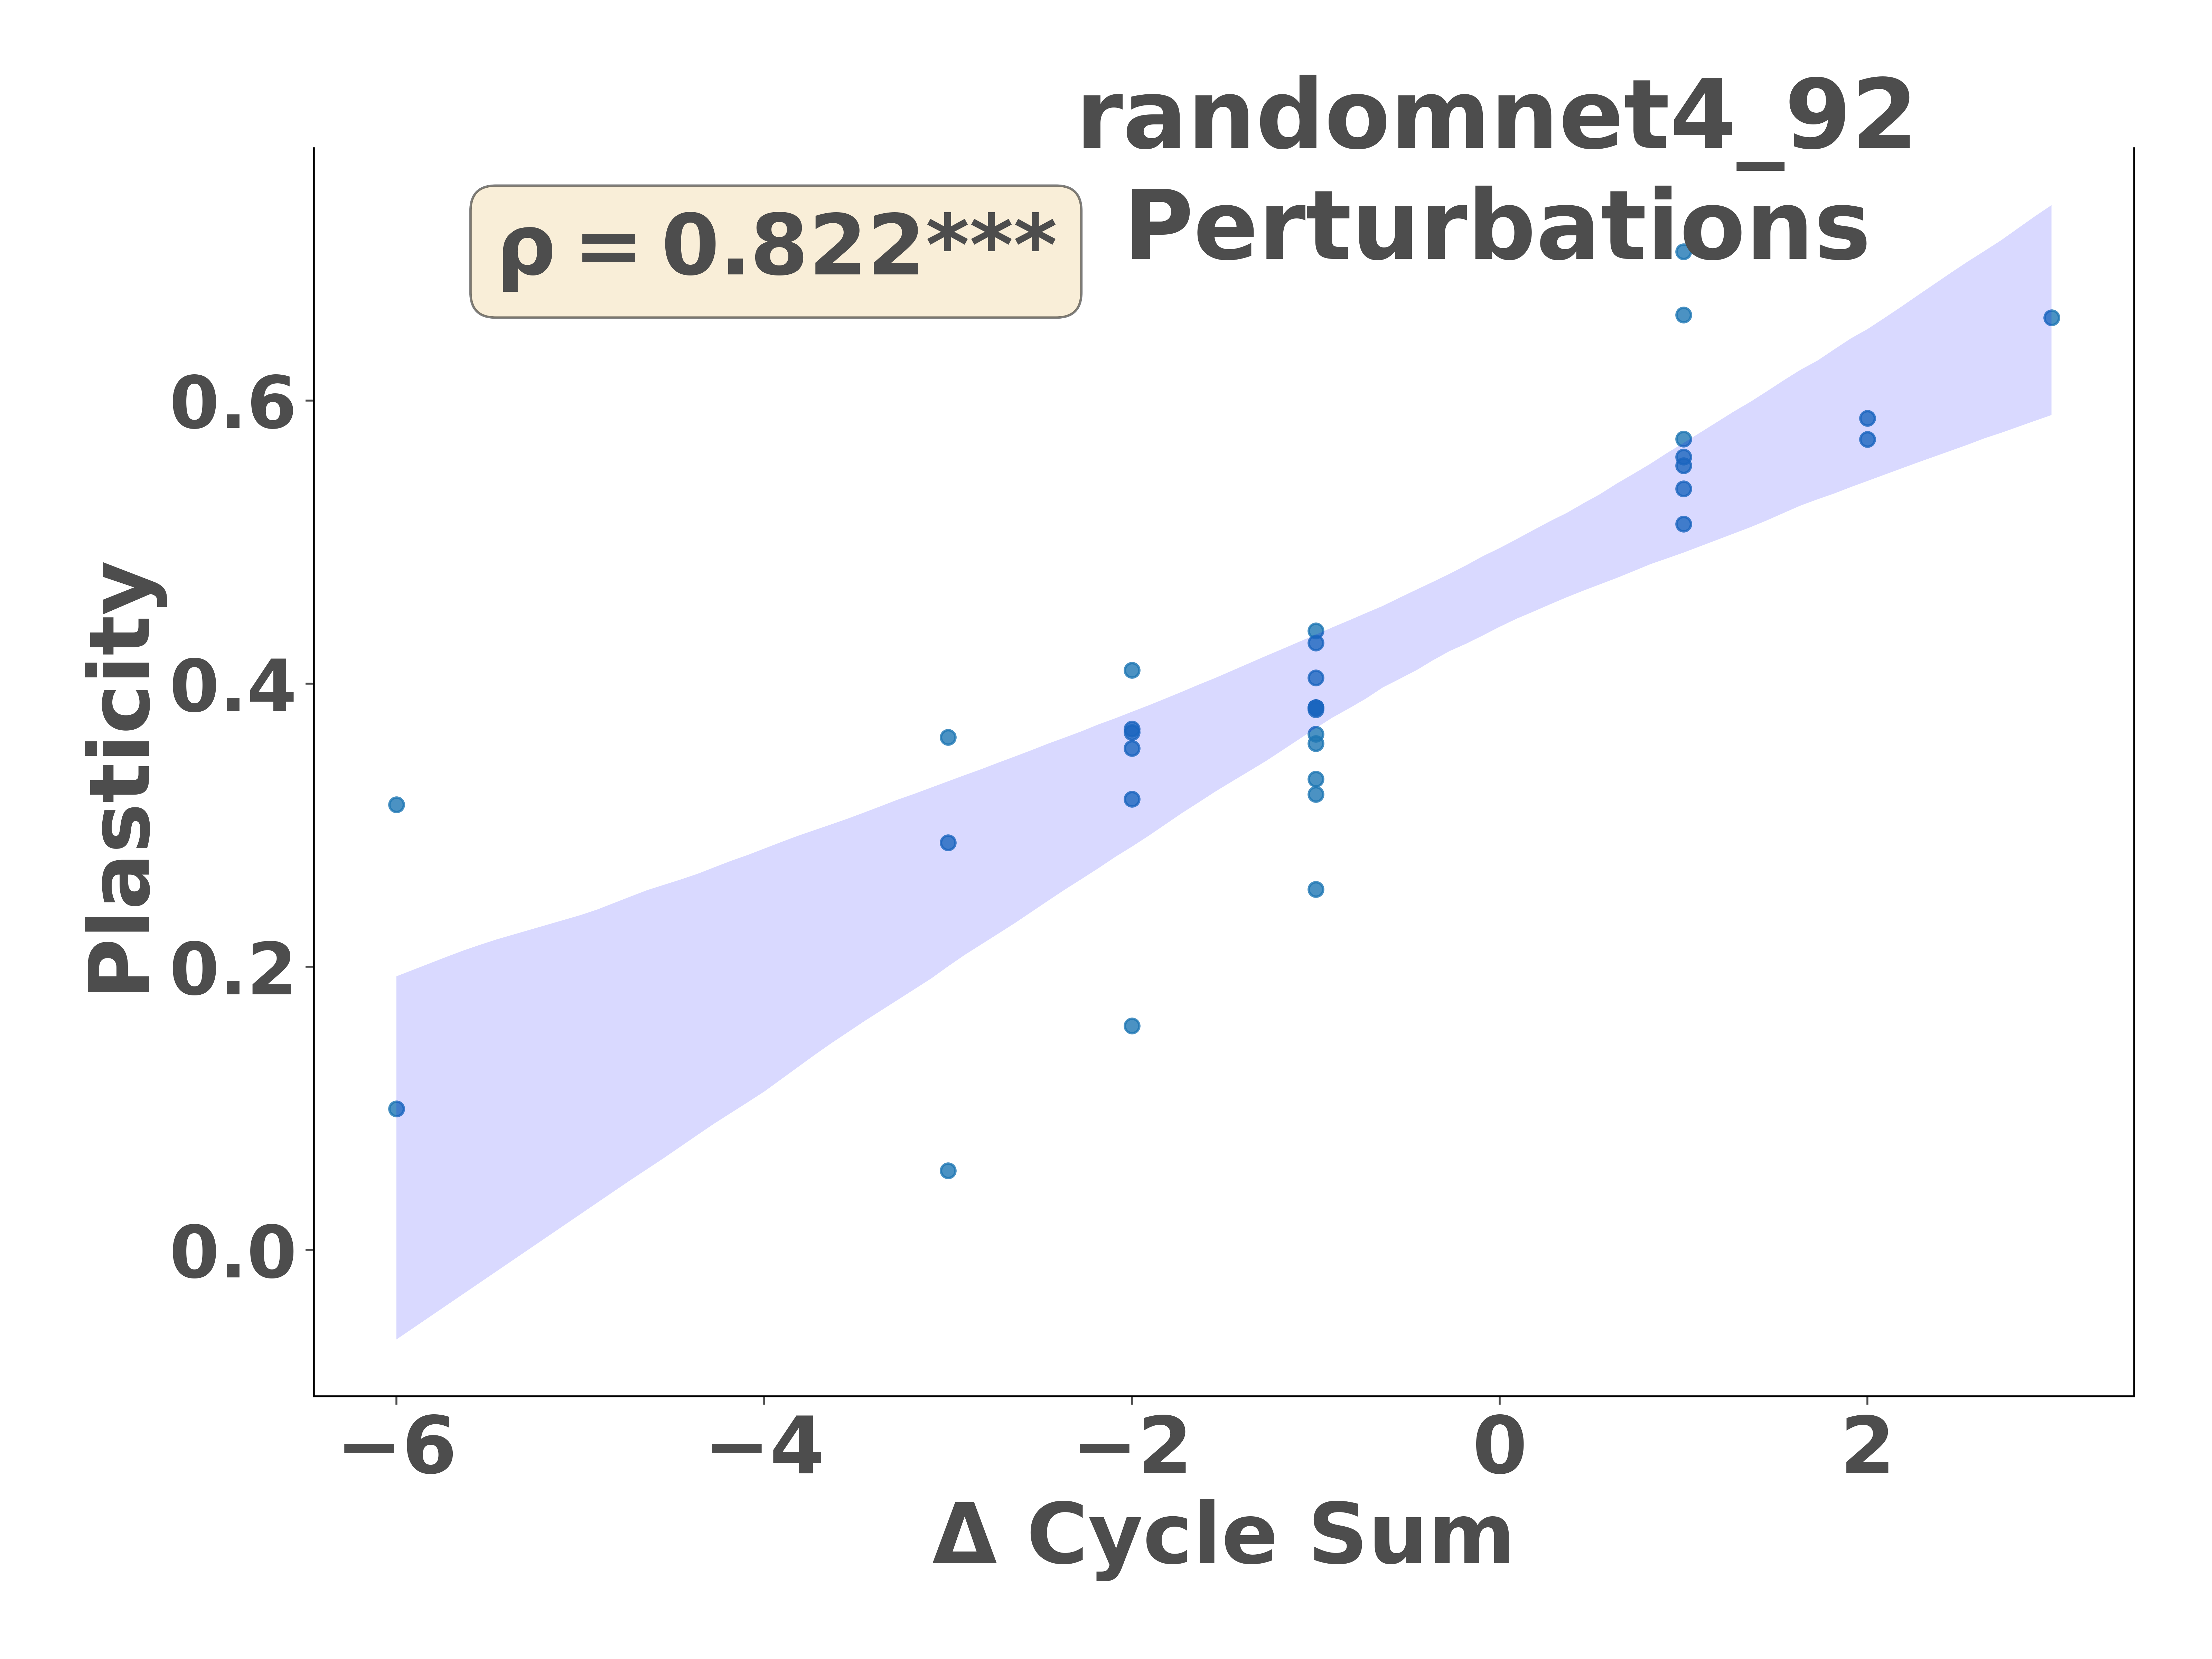 randomnet4_92
Perturbations
ρ = 0.822***
Plasticity
0.6
0.4
0.2
0.0
−6
−4
−2
0
2
Δ Cycle Sum